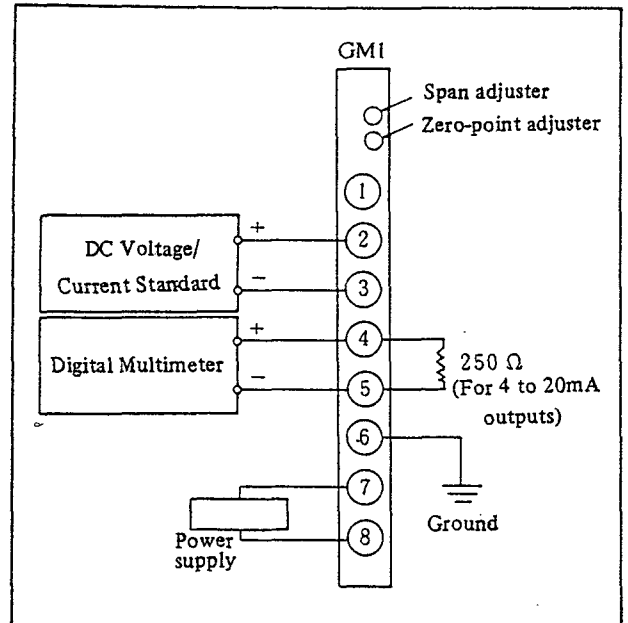 GM1
Span adjuster
Zero-point adjuster
1
+
DC Voltage/
Current Standard
2
−
3
+
Digital Multimeter
4
250 Ω
(For 4 to 20mA
outputs)
−
5
6
7
Ground
Power
supply
8